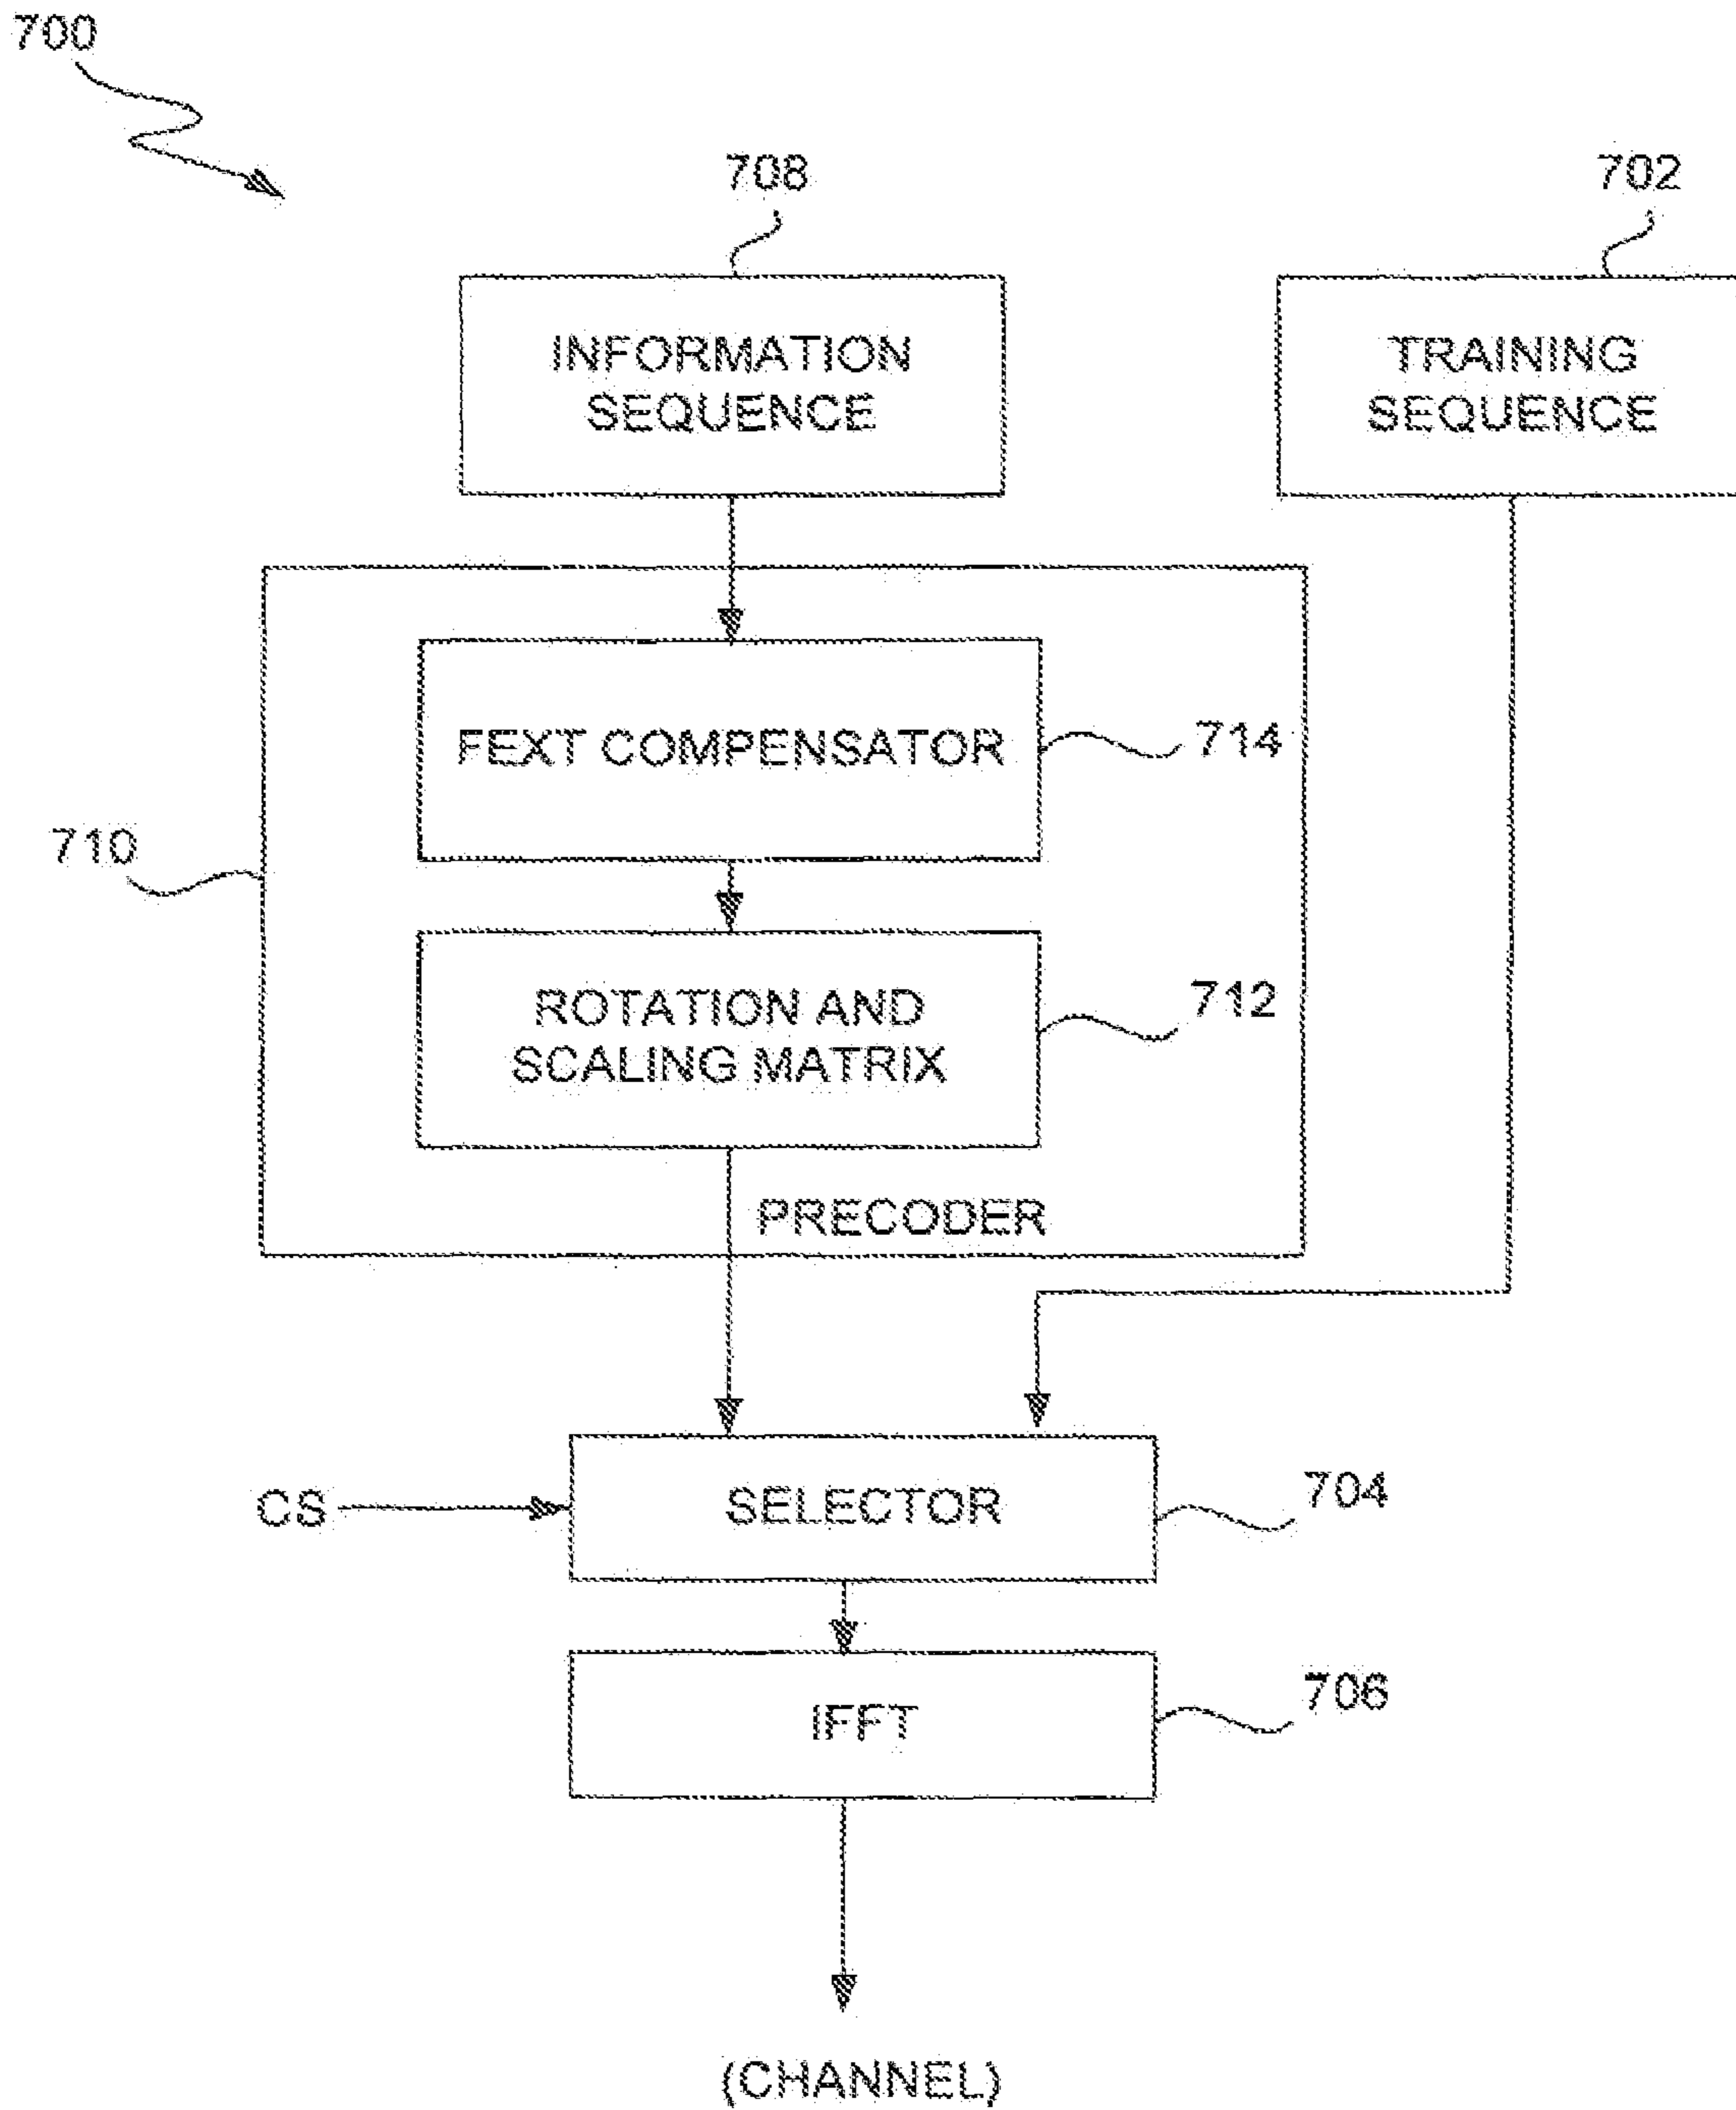 700
708
702
INFORMATION
SEQUENCE
TRAINING
SEQUENCE
FEXT COMPENSATOR
714
710
ROTATION AND
SCALING MATRIX
712
PRECODER
CS
SELECTOR
704
IFFT
706
(CHANNEL)